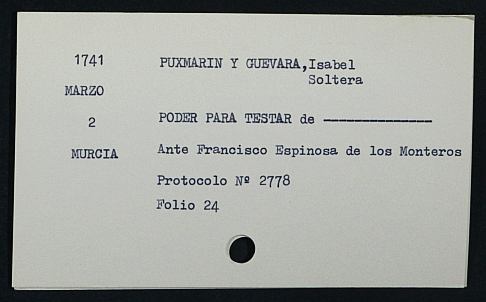 1741
PUXMARIN Y GUEVARA, Isabel
Soltera
MARZO
2
PODER PARA TESTAR de --------------
MURCIA
Ante Francisco Espinosa de los Monteros
Protocolo Nº 2778
Folio 24